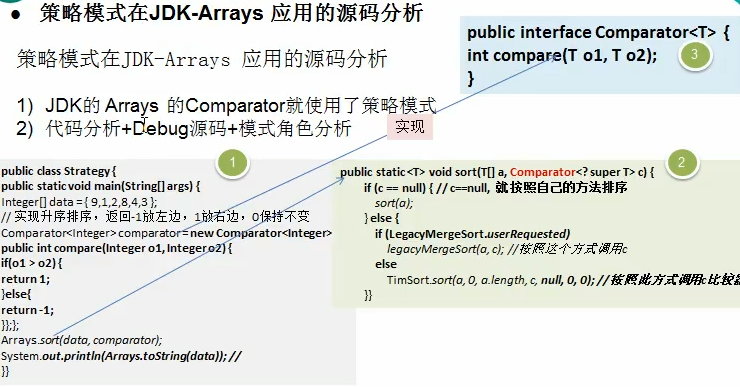 策略模式在JDK-Arrays 应用的源码分析
策略模式在JDK-Arrays 应用的源码分析
1) JDK的 Arrays 的Comparator就使用了策略模式
2) 代码分析+Debug源码+模式角色分析
实现
public interface Comparator<T> {
int compare(T o1, T o2);
}
3
1
public class Strategy {
public static void main(String[] args) {
Integer[] data = { 9,1,2,8,4,3 };
// 实现升序排序，返回-1放左边，1放右边，0保持不变
Comparator<Integer> comparator = new Comparator<Integer>
public int compare(Integer o1, Integer o2) {
if(o1 > o2) {
return 1;
}else{
return -1;
}};};
Arrays.sort(data, comparator);
System.out.println(Arrays.toString(data)); //
}}
2
public static<T> void sort(T[] a, Comparator<? super T> c) {
if (c == null) { // c==null, 就按照自己的方法排序
sort(a);
} else {
if (LegacyMergeSort.userRequested)
legacyMergeSort(a, c); // 按照这个方式调用c
else
TimSort.sort(a, 0, a.length, c, null, 0, 0); // 按照此方式调用c比较器
}}